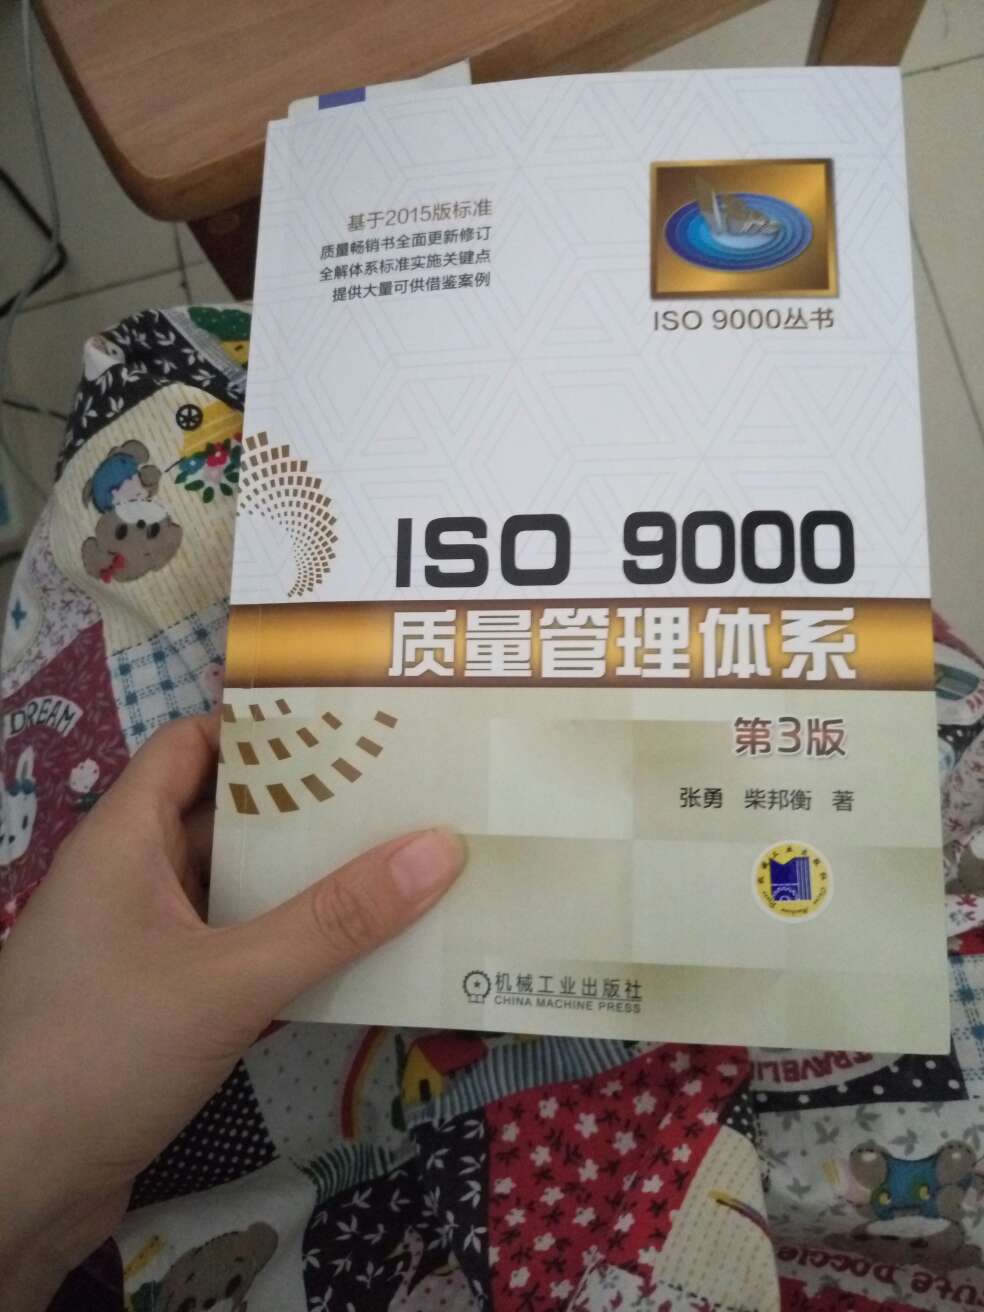 基于2015版标准
质量畅销书全面更新修订
全解体系标准实施关键点
提供大量可供借鉴案例
ISO 9000丛书
ISO 9000
质量管理体系
第3版
张勇 柴邦衡 著
机械工业出版社
CHINA MACHINE PRESS
DREAM
TRAVELI